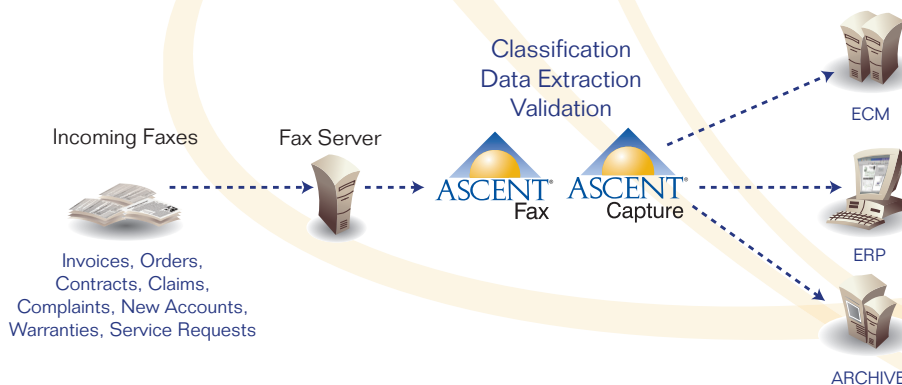 Classification
Data Extraction
Validation
ECM
Incoming Faxes
Fax Server
ASCENT®
Fax
ASCENT®
Capture
ERP
Invoices, Orders,
Contracts, Claims,
Complaints, New Accounts,
Warranties, Service Requests
ARCHIVE